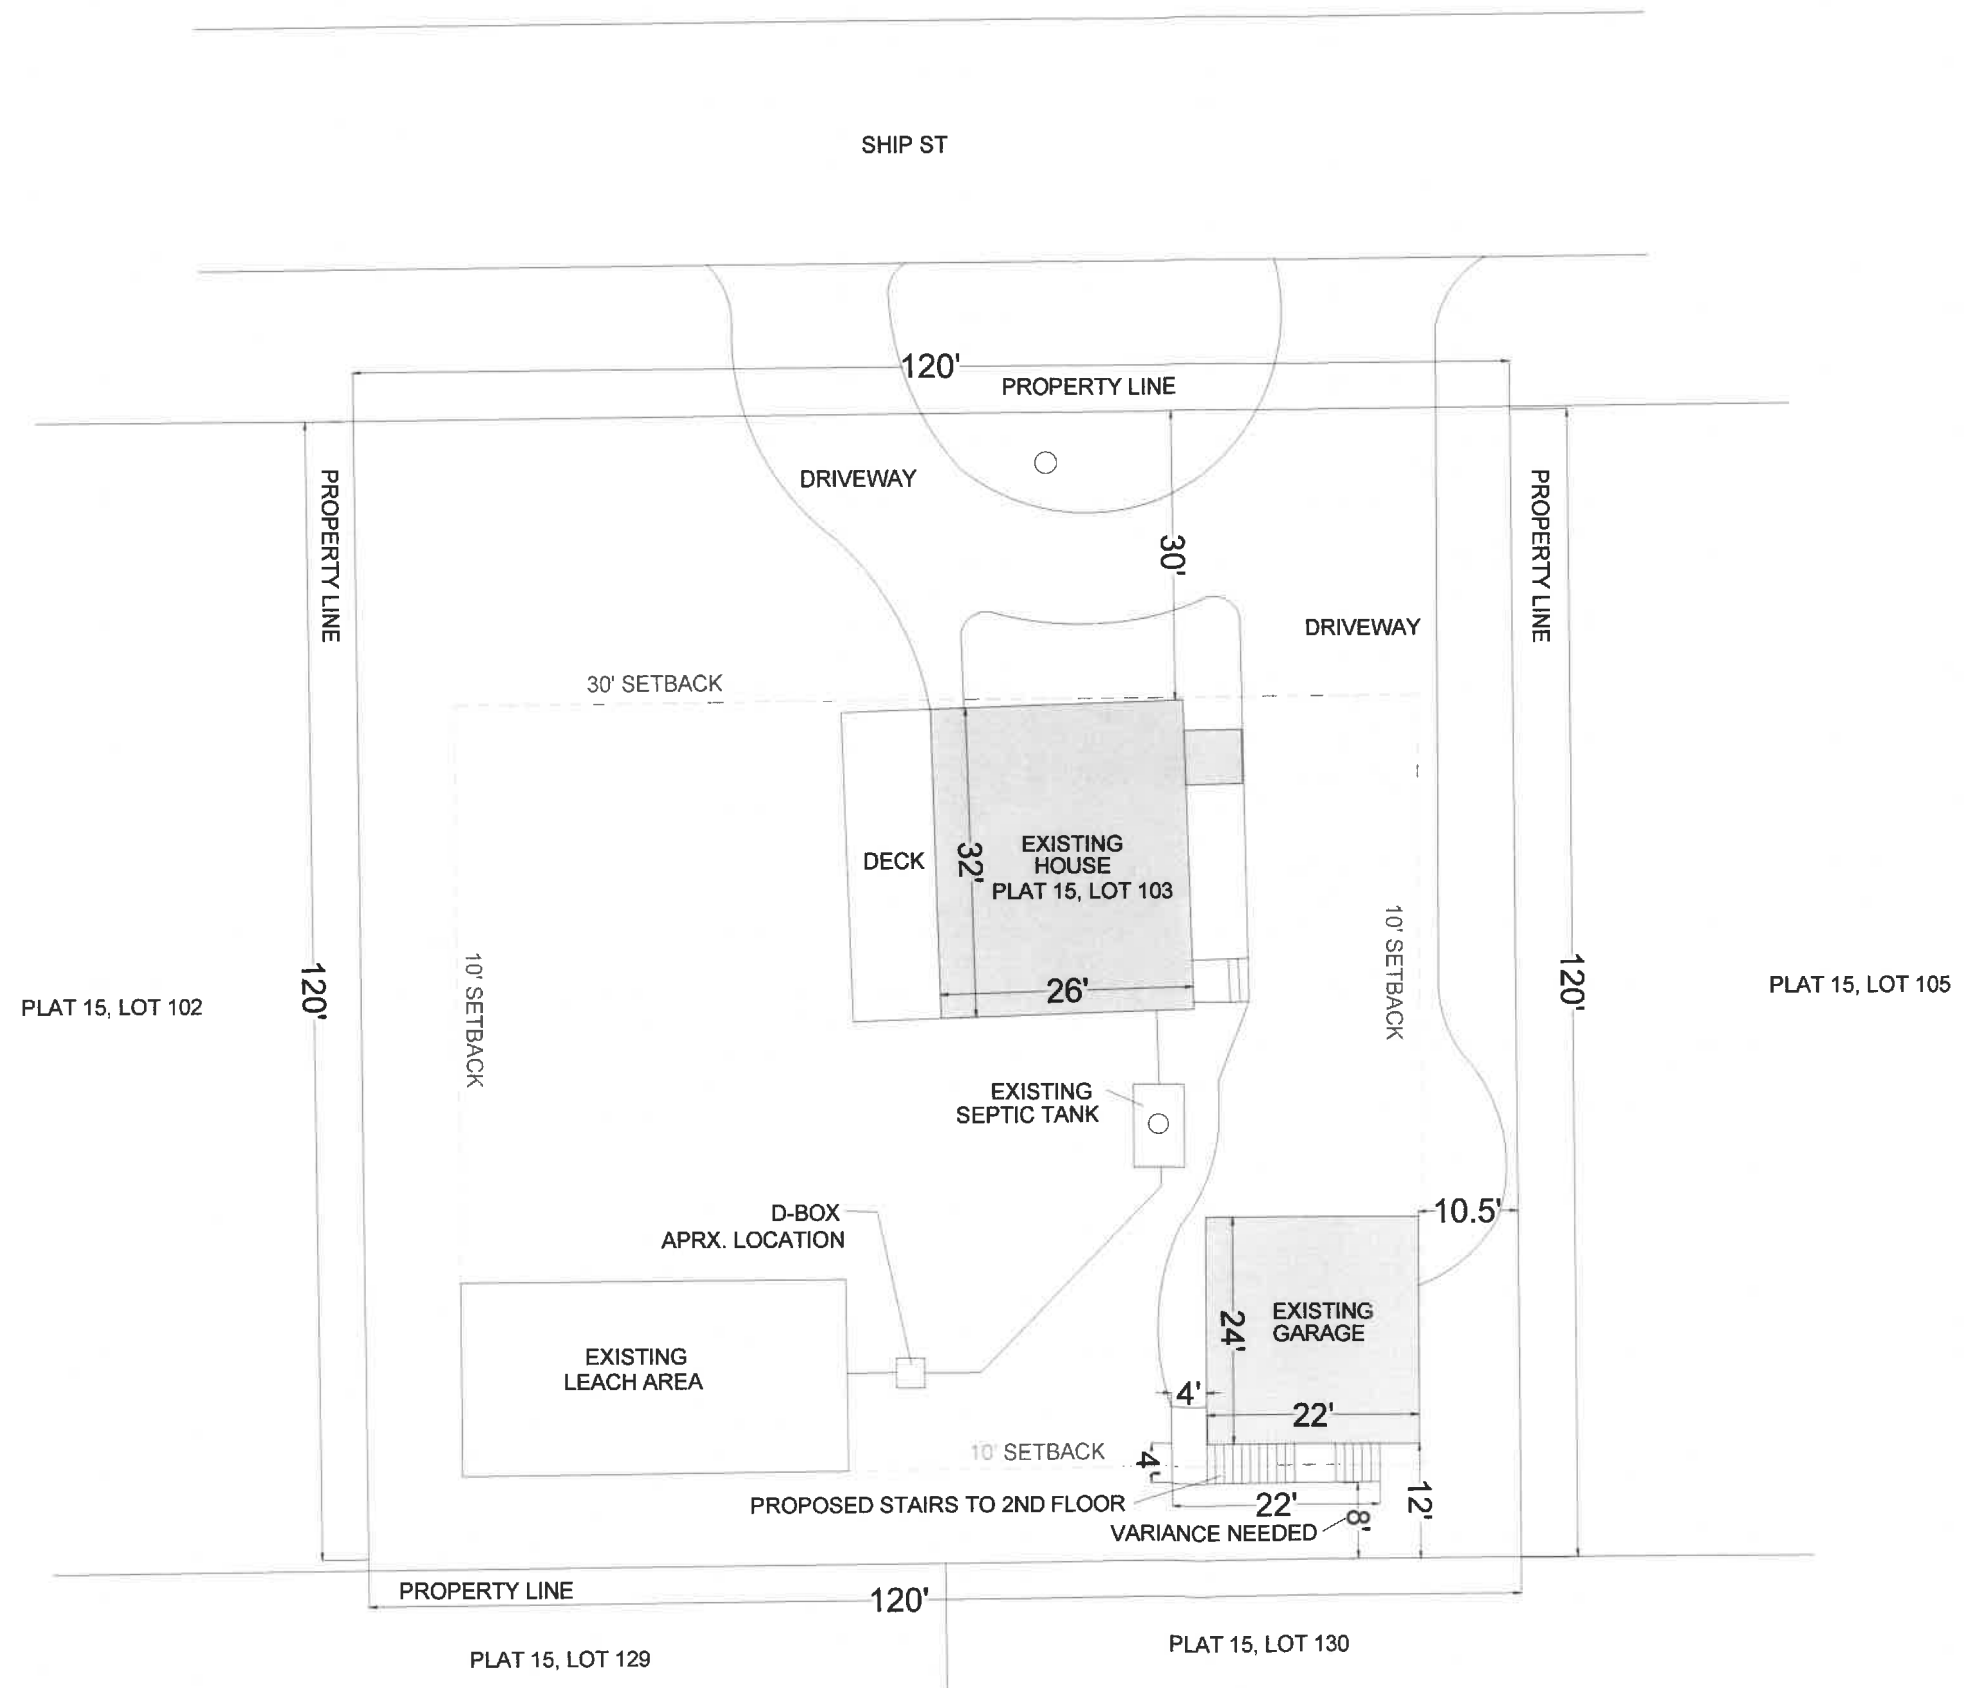 SHIP ST
120'
PROPERTY LINE
PROPERTY LINE
DRIVEWAY
PROPERTY LINE
30'
DRIVEWAY
30' SETBACK
DECK
32'
EXISTING
HOUSE
PLAT 15, LOT 103
10' SETBACK
10' SETBACK
120'
26'
120'
PLAT 15, LOT 102
PLAT 15, LOT 105
EXISTING
SEPTIC TANK
D-BOX
APRX. LOCATION
10.5'
24'
EXISTING
GARAGE
EXISTING
LEACH AREA
4'
22'
10' SETBACK
4'
PROPOSED STAIRS TO 2ND FLOOR
22'
12'
VARIANCE NEEDED
8'
PROPERTY LINE
120'
PLAT 15, LOT 129
PLAT 15, LOT 130